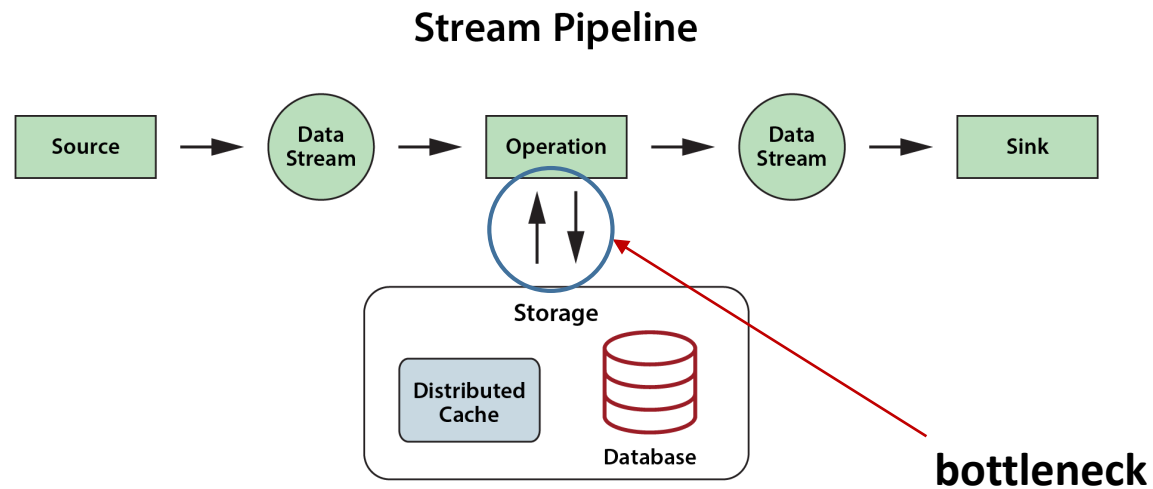 Stream Pipeline
Source
Data
Stream
Operation
Data
Stream
Sink
Storage
Distributed
Cache
Database
bottleneck